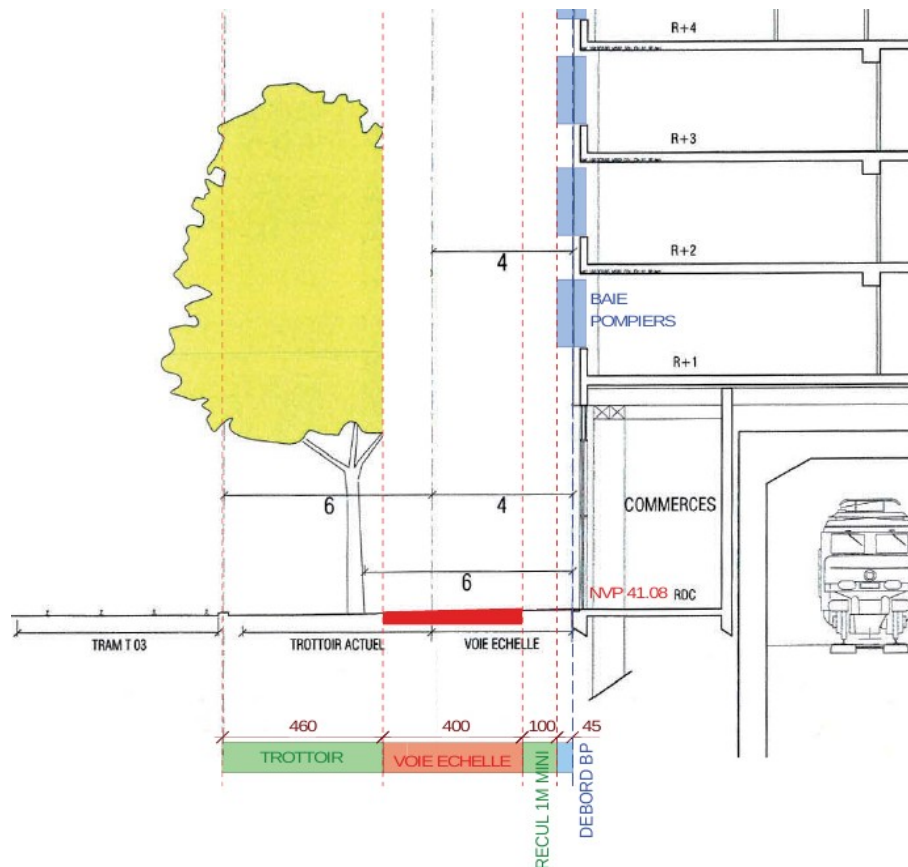 R+4
R+3
4
R+2
BAIE
POMPIERS
R+1
6
4
COMMERCES
6
NVP 41.08 RDC
TRAM T 03
TROTTOIR ACTUEL
VOIE ECHELLE
460
400
100
45
TROTTOIR
VOIE ECHELLE
RECUL 1M MINI
DEBORD BP